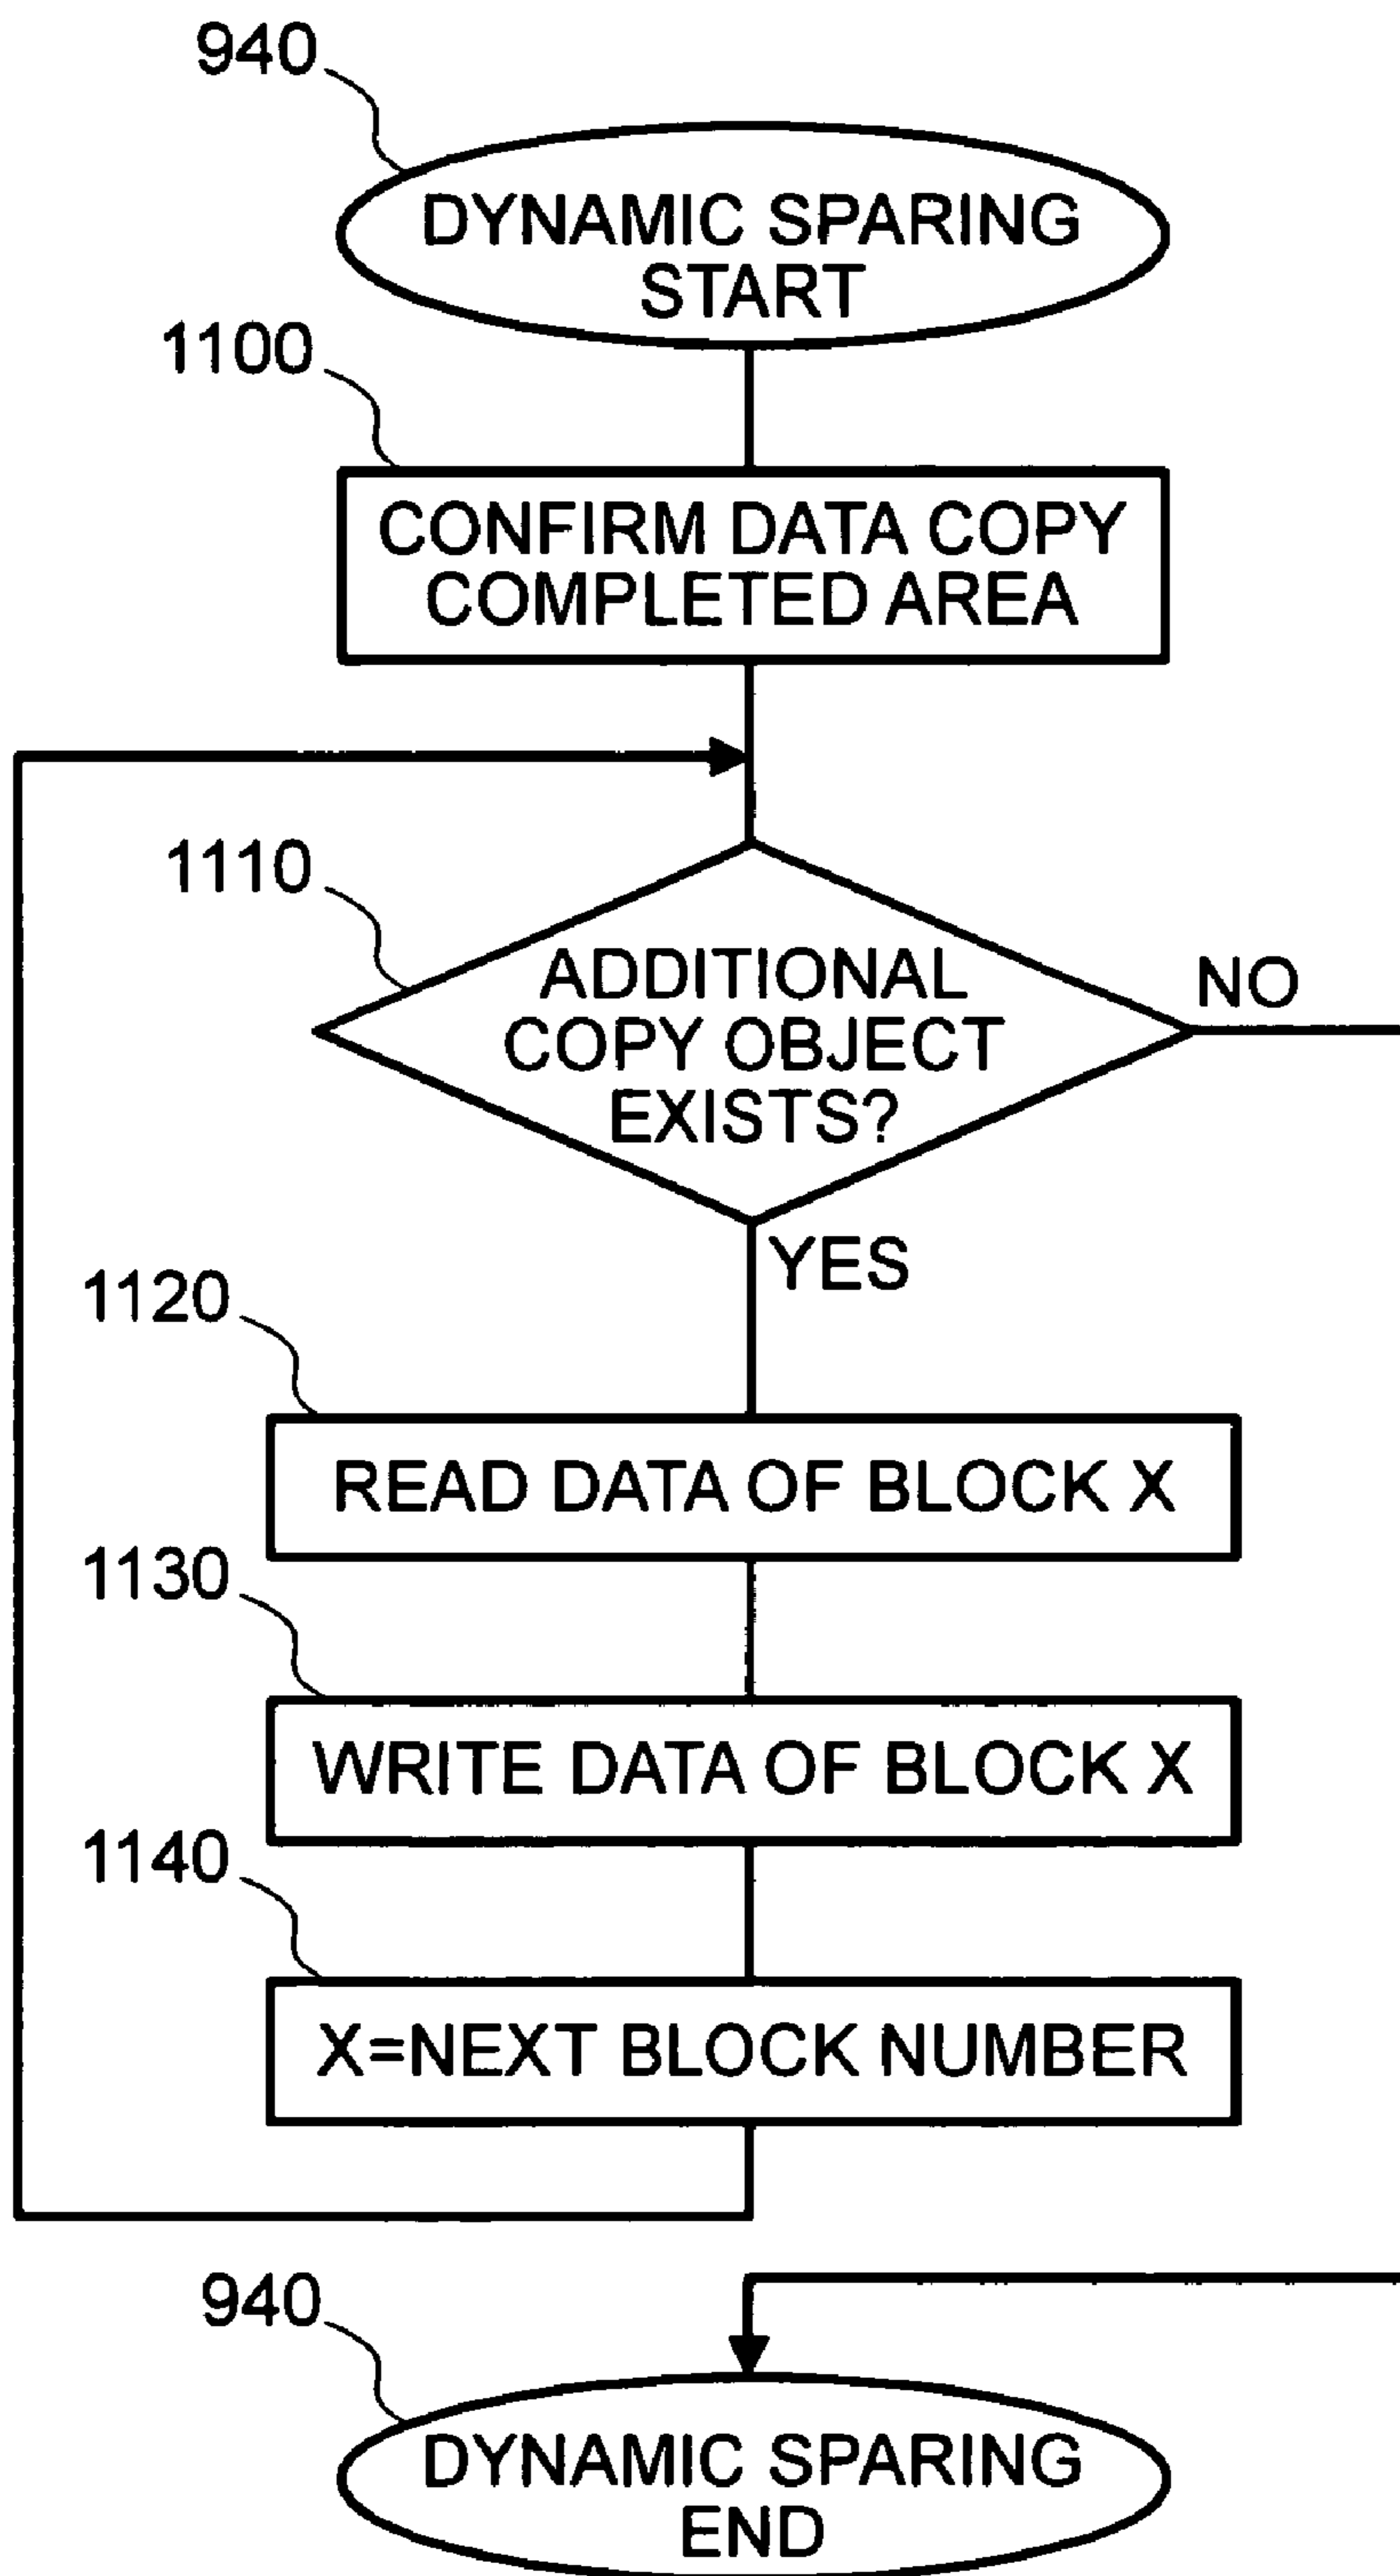 940
DYNAMIC SPARING
START
1100
CONFIRM DATA COPY
COMPLETED AREA
1110
ADDITIONAL
COPY OBJECT
EXISTS?
NO
YES
1120
READ DATA OF BLOCK X
1130
WRITE DATA OF BLOCK X
1140
X=NEXT BLOCK NUMBER
940
DYNAMIC SPARING
END